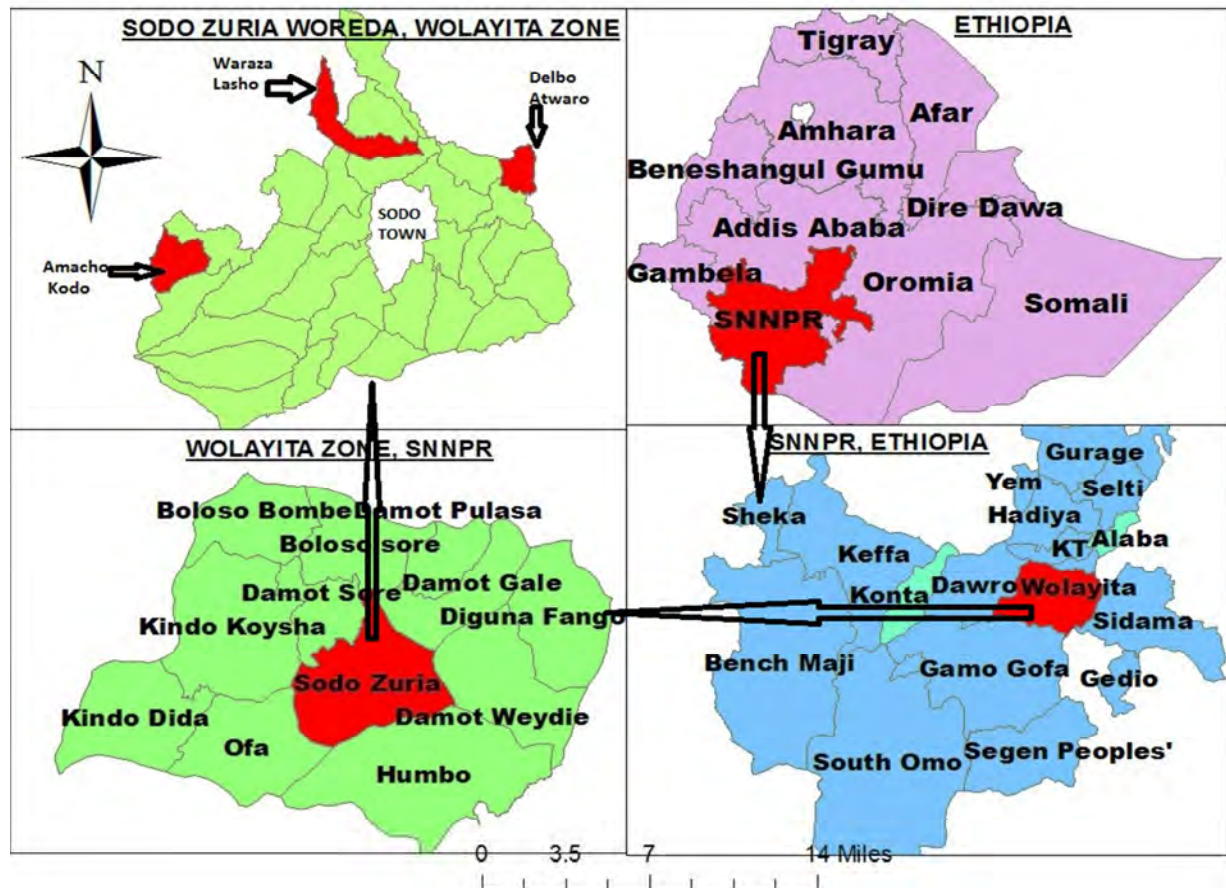 SODO ZURIA WOREDA, WOLAYITA ZONE
N
Waraza
Lasho
Delbo
Atwaro
SODO
TOWN
Amacho
Kodo
ETHIOPIA
Tigray
Afar
Amhara
Beneshangul Gumu
Dire Dawa
Addis Ababa
Gambela
Oromia
Somali
SNNPR
WOLAYITA ZONE, SNNPR
Boloso Bombe
Damot Pulasa
Boloso sore
Damot Gale
Damot Sore
Diguna Fango
Kindo Koysha
Sodo Zuria
Kindo Dida
Damot Weydie
Ofa
Humbo
SNNPR, ETHIOPIA
Gurage
Yem
Selti
Sheka
Hadiya
Alaba
Keffa
KT
Konta
Dawro
Wolayita
Sidama
Bench Maji
Gamo Gofa
Gedio
South Omo
Segen Peoples'
0 3.5 7 14 Miles